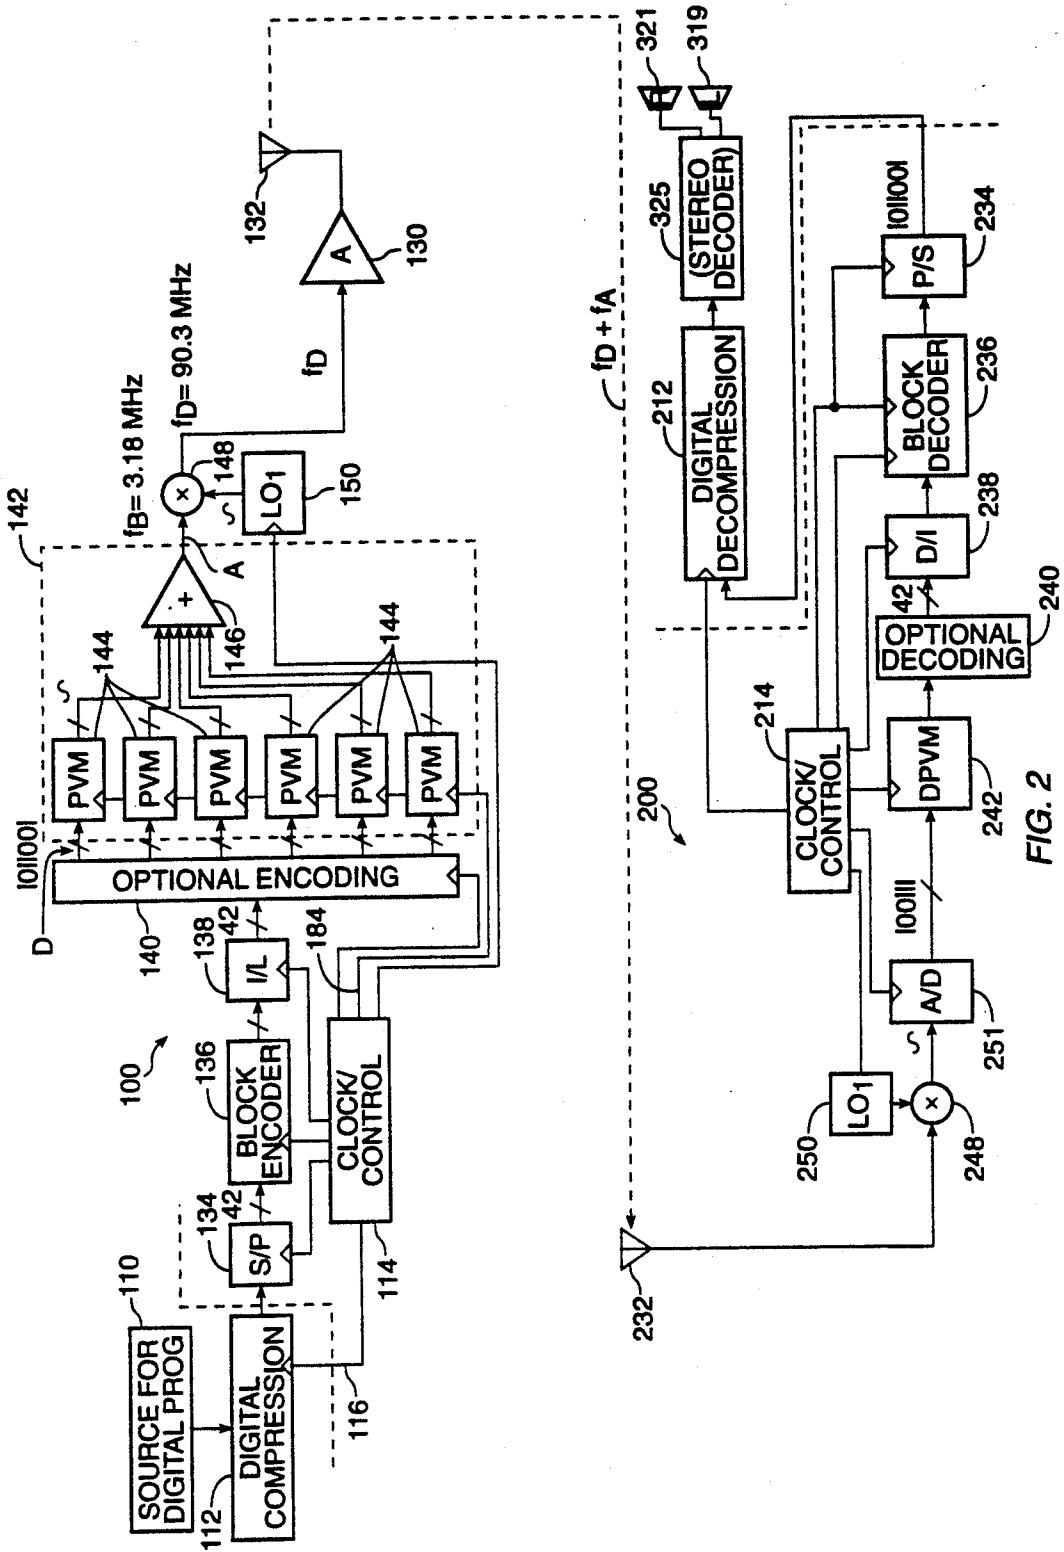 110
SOURCE FOR
DIGITAL PROG
112
DIGITAL
COMPRESSION
116
134
S/P
42
136
BLOCK
ENCODER
100
138
I/L
42
184
CLOCK/
CONTROL
114
140
OPTIONAL ENCODING
D
1011001
PVM
PVM
PVM
PVM
PVM
PVM
144
144
142
+
146
A
fB= 3.18 MHz
×
148
fD= 90.3 MHz
LO1
150
fD
A
130
132
fD + fA
200
232
250
LO1
×
248
A/D
251
100111
CLOCK/
CONTROL
214
DPVM
242
OPTIONAL
DECODING
240
42
D/I
238
BLOCK
DECODER
236
P/S
234
1011001
212
DIGITAL
DECOMPRESSION
325
(STEREO
DECODER)
321
319
FIG. 2